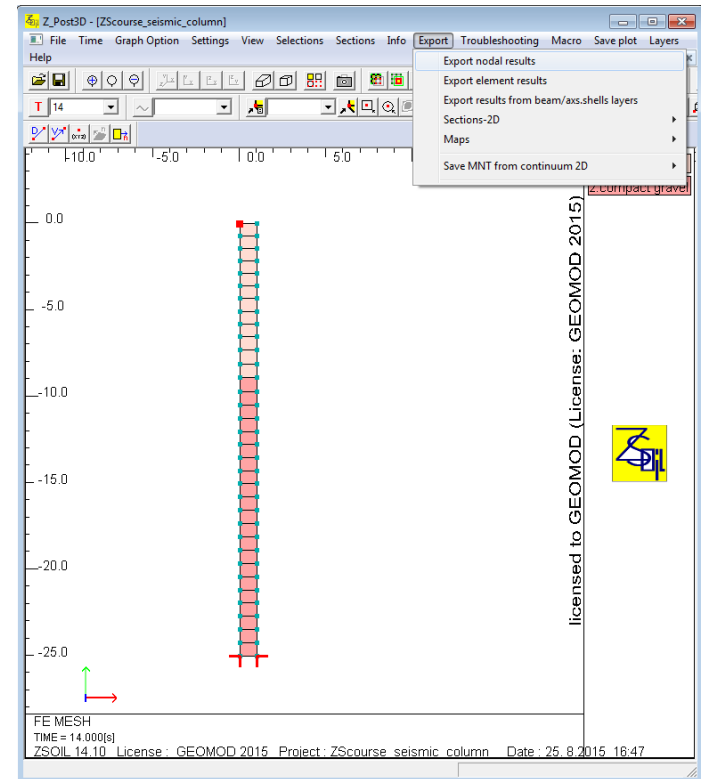 Z_Post3D - [ZScourse_seismic_column]
File Time Graph Option Settings View Selections Sections Info Export Troubleshooting Macro Save plot Layers
Help
Export nodal results
Export element results
Export results from beam/axs.shells layers
Sections-2D
Maps
Save MNT from continuum 2D
T 14
-10.0 -5.0 0.0 5.0
2.compact gravel
0.0
-5.0
-10.0
-15.0
-20.0
-25.0
licensed to GEOMOD (License: GEOMOD 2015)
ZSOIL
FE MESH
TIME = 14.000[s]
ZSOIL 14.10 License : GEOMOD 2015 Project : ZScourse_seismic_column Date : 25. 8.2015 16:47